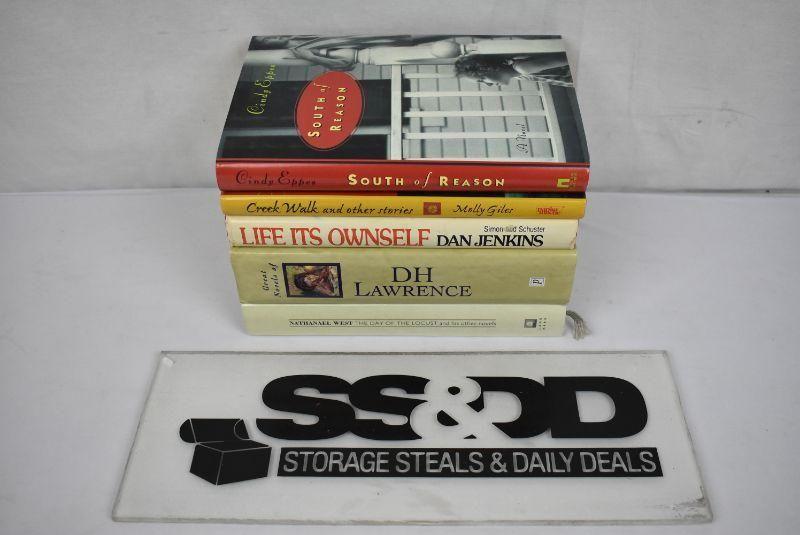 Cindy Eppes
SOUTH of REASON
A Novel
Cindy Eppes SOUTH of REASON
Creek Walk and other stories Molly Giles
LIFE ITS OWNSELF Simon and Schuster DAN JENKINS
Great Novels of
DH LAWRENCE
NATHANAEL WEST THE DAY OF THE LOCUST and his other novels
SS&DD
STORAGE STEALS & DAILY DEALS